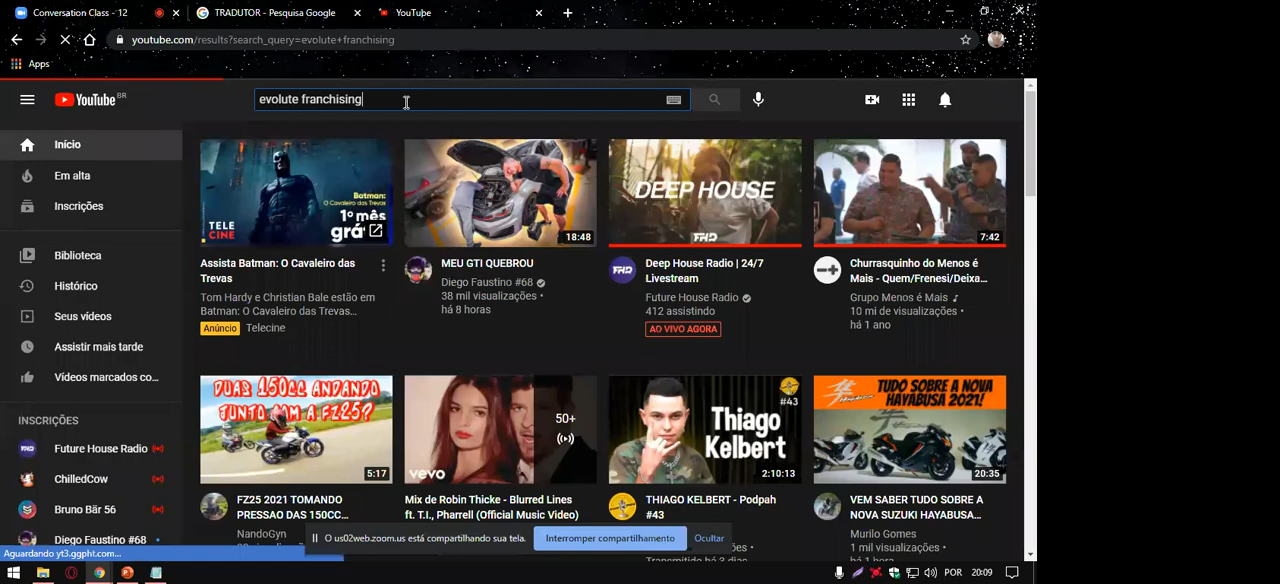 Conversation Class - 12
TRADUTOR - Pesquisa Google
YouTube
youtube.com/results?search_query=evolute+franchising
Apps
YouTube BR
evolute franchising
Início
Em alta
Inscrições
Biblioteca
Histórico
Seus vídeos
Assistir mais tarde
Vídeos marcados co...
INSCRIÇÕES
Future House Radio
ChilledCow
Bruno Bär 56
Diego Faustino #68
TELE
CINE
Batman:
O Cavaleiro das Trevas
1º mês
grá
Assista Batman: O Cavaleiro das
Trevas
Tom Hardy e Christian Bale estão em
Batman: O Cavaleiro das Trevas...
Anúncio Telecine
18:48
MEU GTI QUEBROU
Diego Faustino #68
38 mil visualizações •
há 8 horas
DEEP HOUSE
FHD
FHD
Deep House Radio | 24/7
Livestream
Future House Radio
412 assistindo
AO VIVO AGORA
7:42
Churrasquinho do Menos é
Mais - Quem/Frenesi/Deixa...
Grupo Menos é Mais
10 mi de visualizações •
há 1 ano
DUAS 150CC ANDANDO
JUNTO COM A FZ25?
5:17
FZ25 2021 TOMANDO
PRESSAO DAS 150CC...
NandoGyn
vevo
50+
Mix de Robin Thicke - Blurred Lines
ft. T.I., Pharrell (Official Music Video)
#43
Thiago
Kelbert
2:10:13
THIAGO KELBERT - Podpah
#43
Transmitido há 3 dias
TUDO SOBRE A NOVA
HAYABUSA 2021!
20:35
VEM SABER TUDO SOBRE A
NOVA SUZUKI HAYABUSA...
Murilo Gomes
1 mil visualizações •
O us02web.zoom.us está compartilhando sua tela.
Interromper compartilhamento
Ocultar
Aguardando yt3.ggpht.com...
POR
20:09